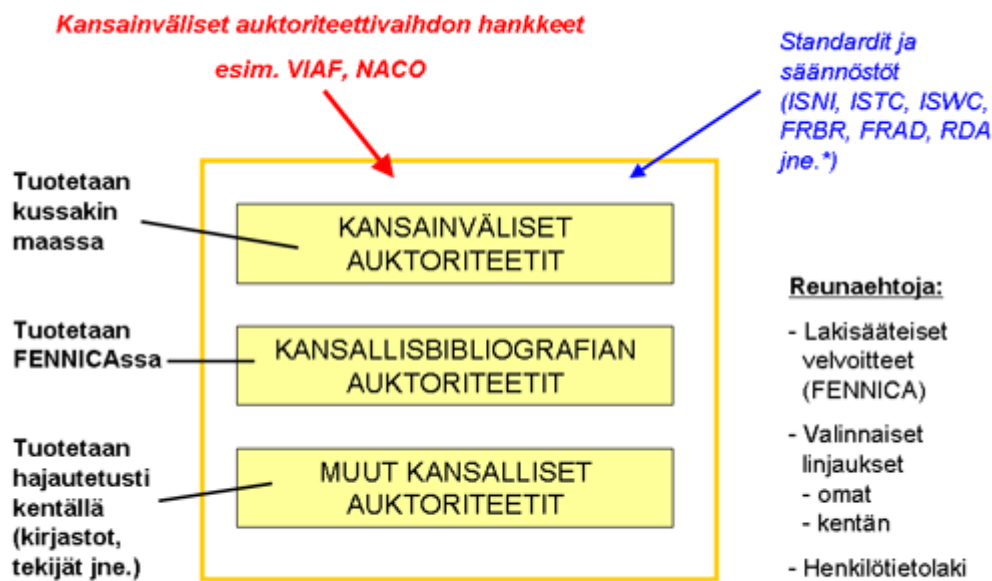 Kansainväliset auktoriteettivaihdon hankkeet
esim. VIAF, NACO
Standardit ja
säännöstöt
(ISNI, ISTC, ISWC,
FRBR, FRAD, RDA
jne.*)
Tuotetaan
kussakin
maassa
KANSAINVÄLISET
AUKTORITEETIT
Tuotetaan
FENNICAssa
KANSALLISBIBLIOGRAFIAN
AUKTORITEETIT
Tuotetaan
hajautetusti
kentällä
(kirjastot,
tekijät jne.)
MUUT KANSALLISET
AUKTORITEETIT
Reunaehtoja:
- Lakisääteiset
velvoitteet
(FENNICA)
- Valinnaiset
linjaukset
- omat
- kentän
- Henkilötietolaki